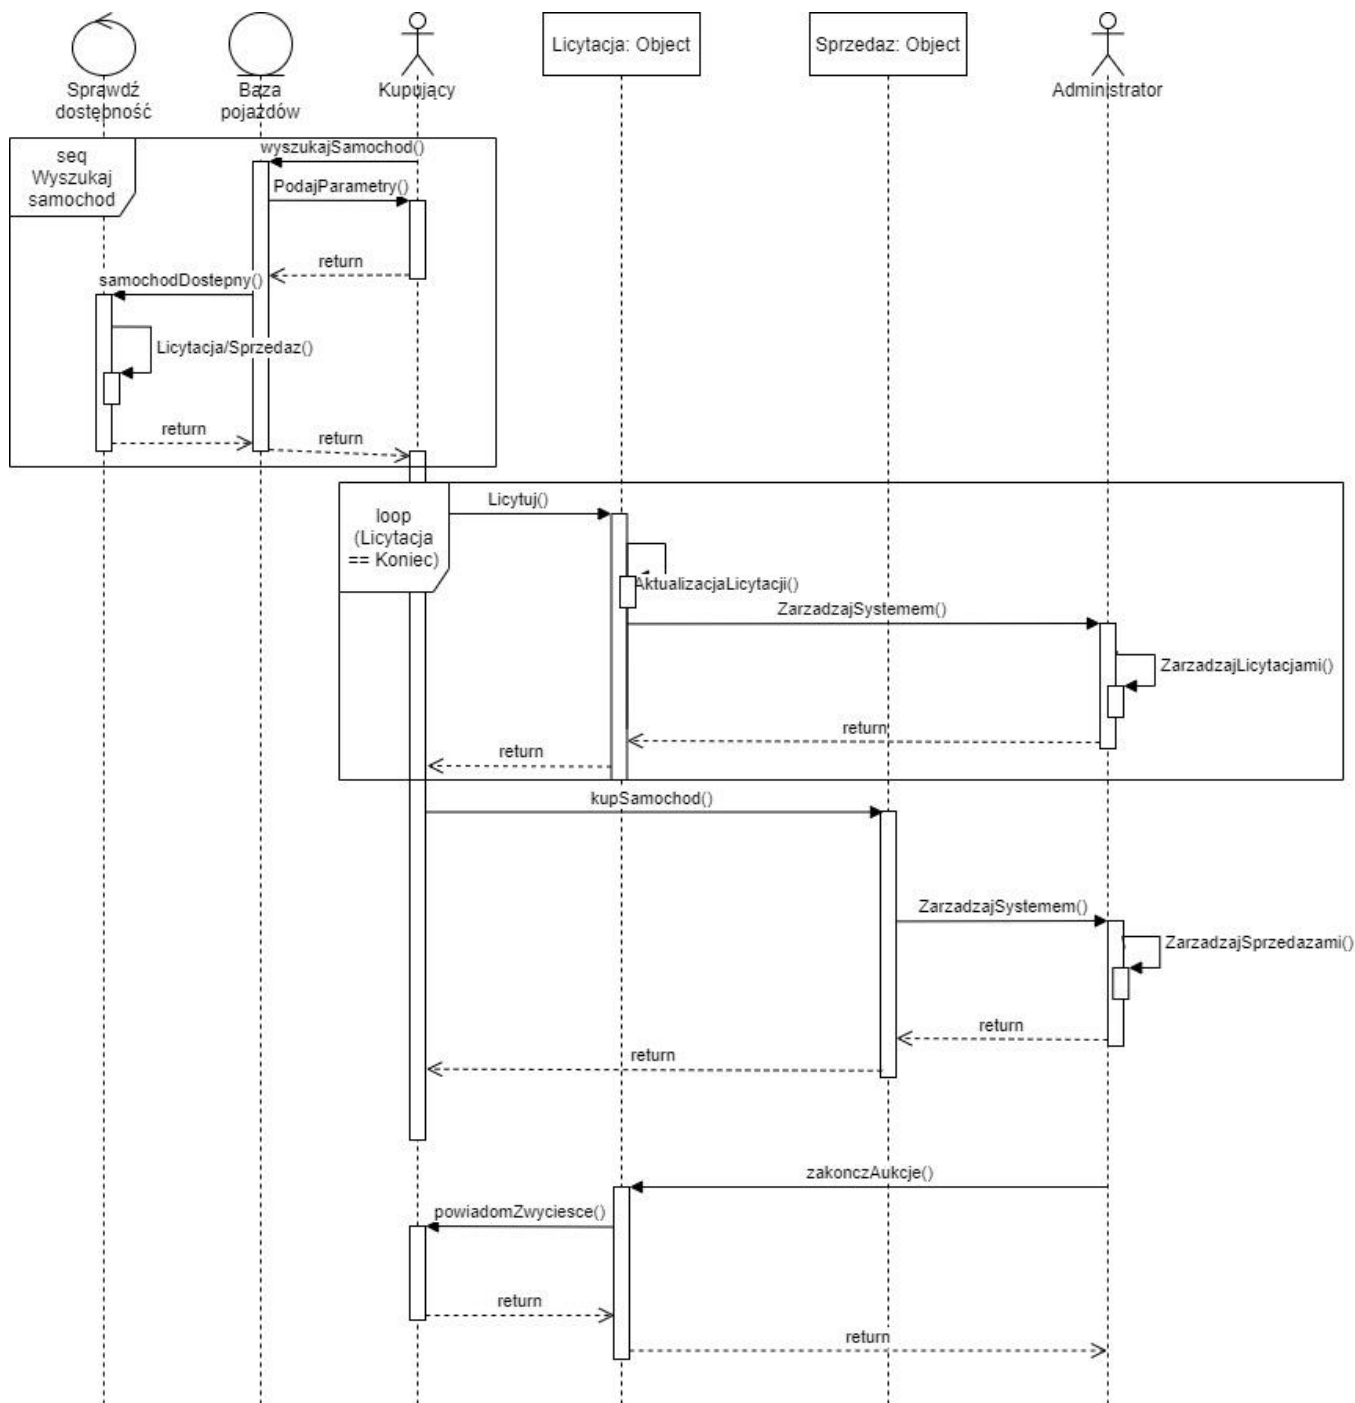 Sprawdź
dostępność
Baza
pojazdów
Kupujący
Licytacja: Object
Sprzedaz: Object
Administrator
seq
Wyszukaj
samochod
wyszukajSamochod()
PodajParametry()
return
samochodDostepny()
Licytacja/Sprzedaz()
return
return
loop
(Licytacja
== Koniec)
Licytuj()
AktualizacjaLicytacji()
ZarzadzajSystemem()
ZarzadzajLicytacjami()
return
return
kupSamochod()
ZarzadzajSystemem()
ZarzadzajSprzedazami()
return
return
zakonczAukcje()
powiadomZwyciesce()
return
return